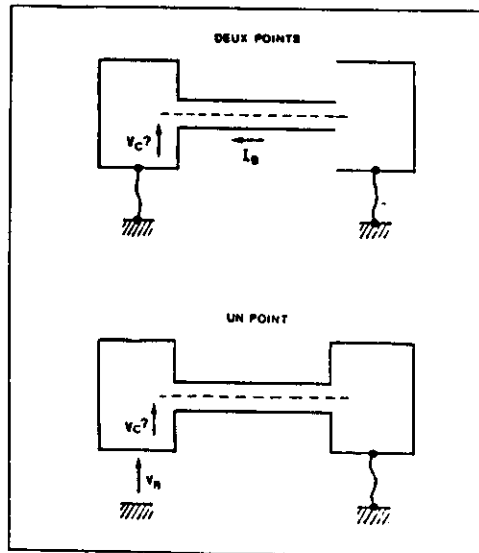 DEUX POINTS
Vc?
IB
UN POINT
Vc?
VR